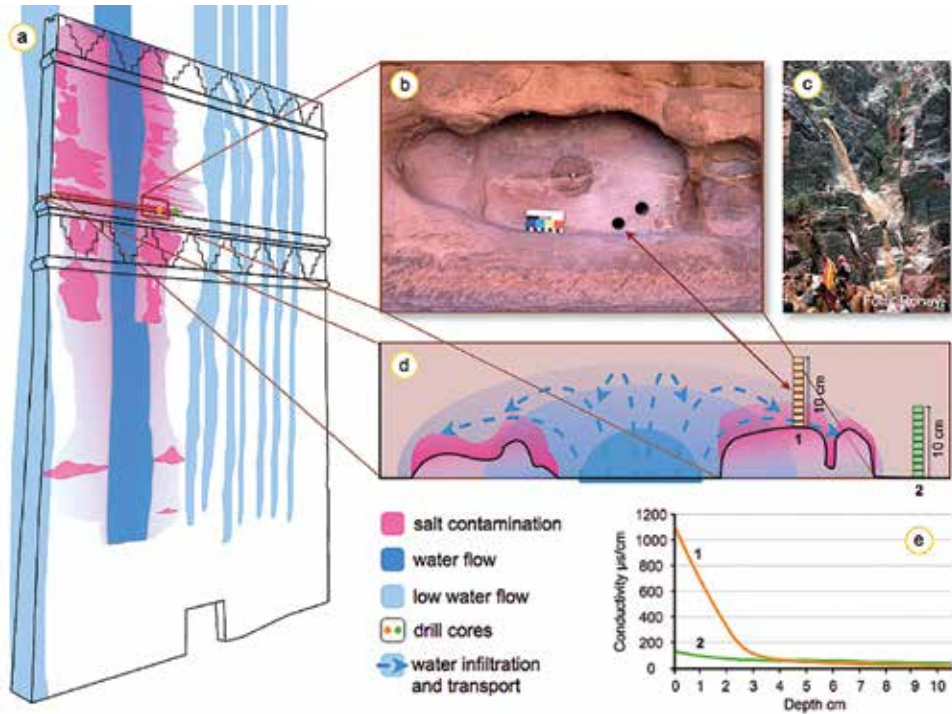 a
b
c
Foto: Ronay
d
10 cm
1
10 cm
2
salt contamination
water flow
low water flow
drill cores
water infiltration
and transport
e
Conductivity µs/cm
1200
1000
800
600
400
200
0
1
2
0 1 2 3 4 5 6 7 8 9 10
Depth cm